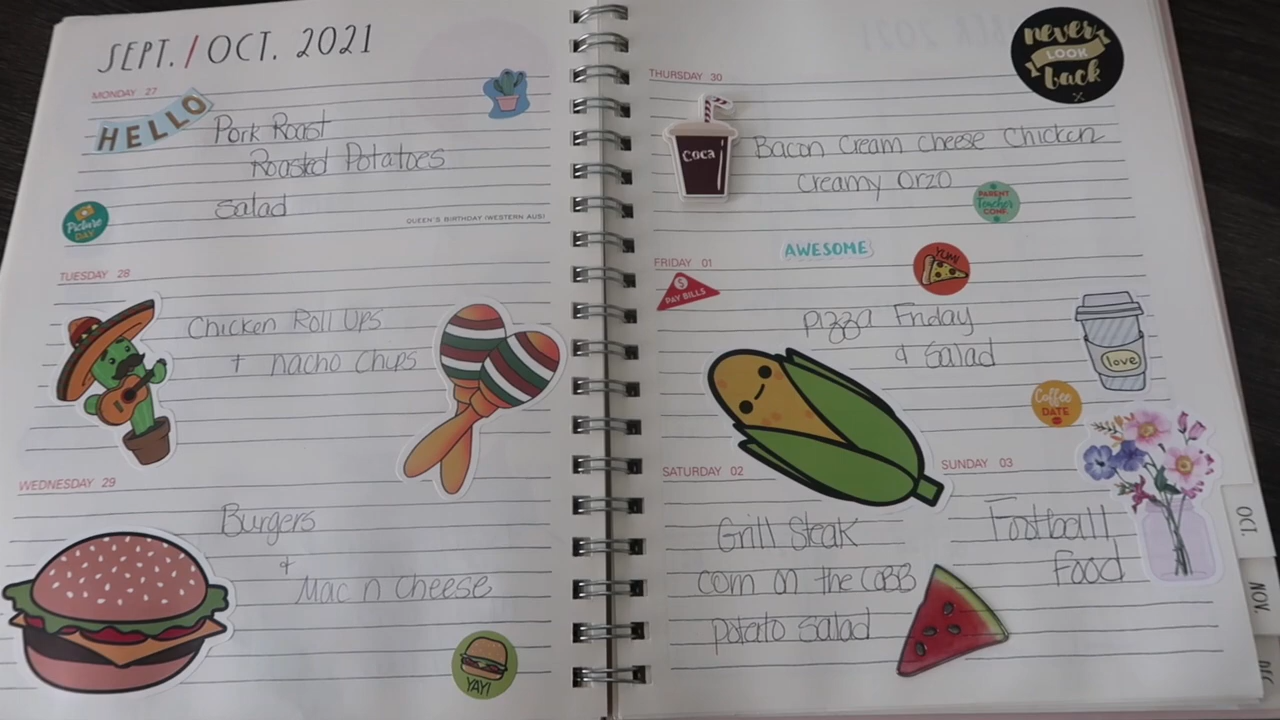 SEPT. / OCT. 2021
MONDAY 27
HELLO
Pork Roast
Roasted Potatoes
Salad
Picture DAY
QUEEN'S BIRTHDAY (WESTERN AUS)
TUESDAY 28
Chicken Roll Ups
+ Nacho Chips
WEDNESDAY 29
Burgers
+
Mac n Cheese
YAY!
THURSDAY 30
never
LOOK
back
COCA
Bacon Cream Cheese Chicken
Creamy Orzo
PARENT
Teacher
CONF.
AWESOME
FRIDAY 01
YUM!
$
PAY BILLS
Pizza Friday
& Salad
love
Coffee
DATE
SATURDAY 02
Grill Steak
corn on the COBB
potato salad
SUNDAY 03
Football
Food
OCT.
NOV.